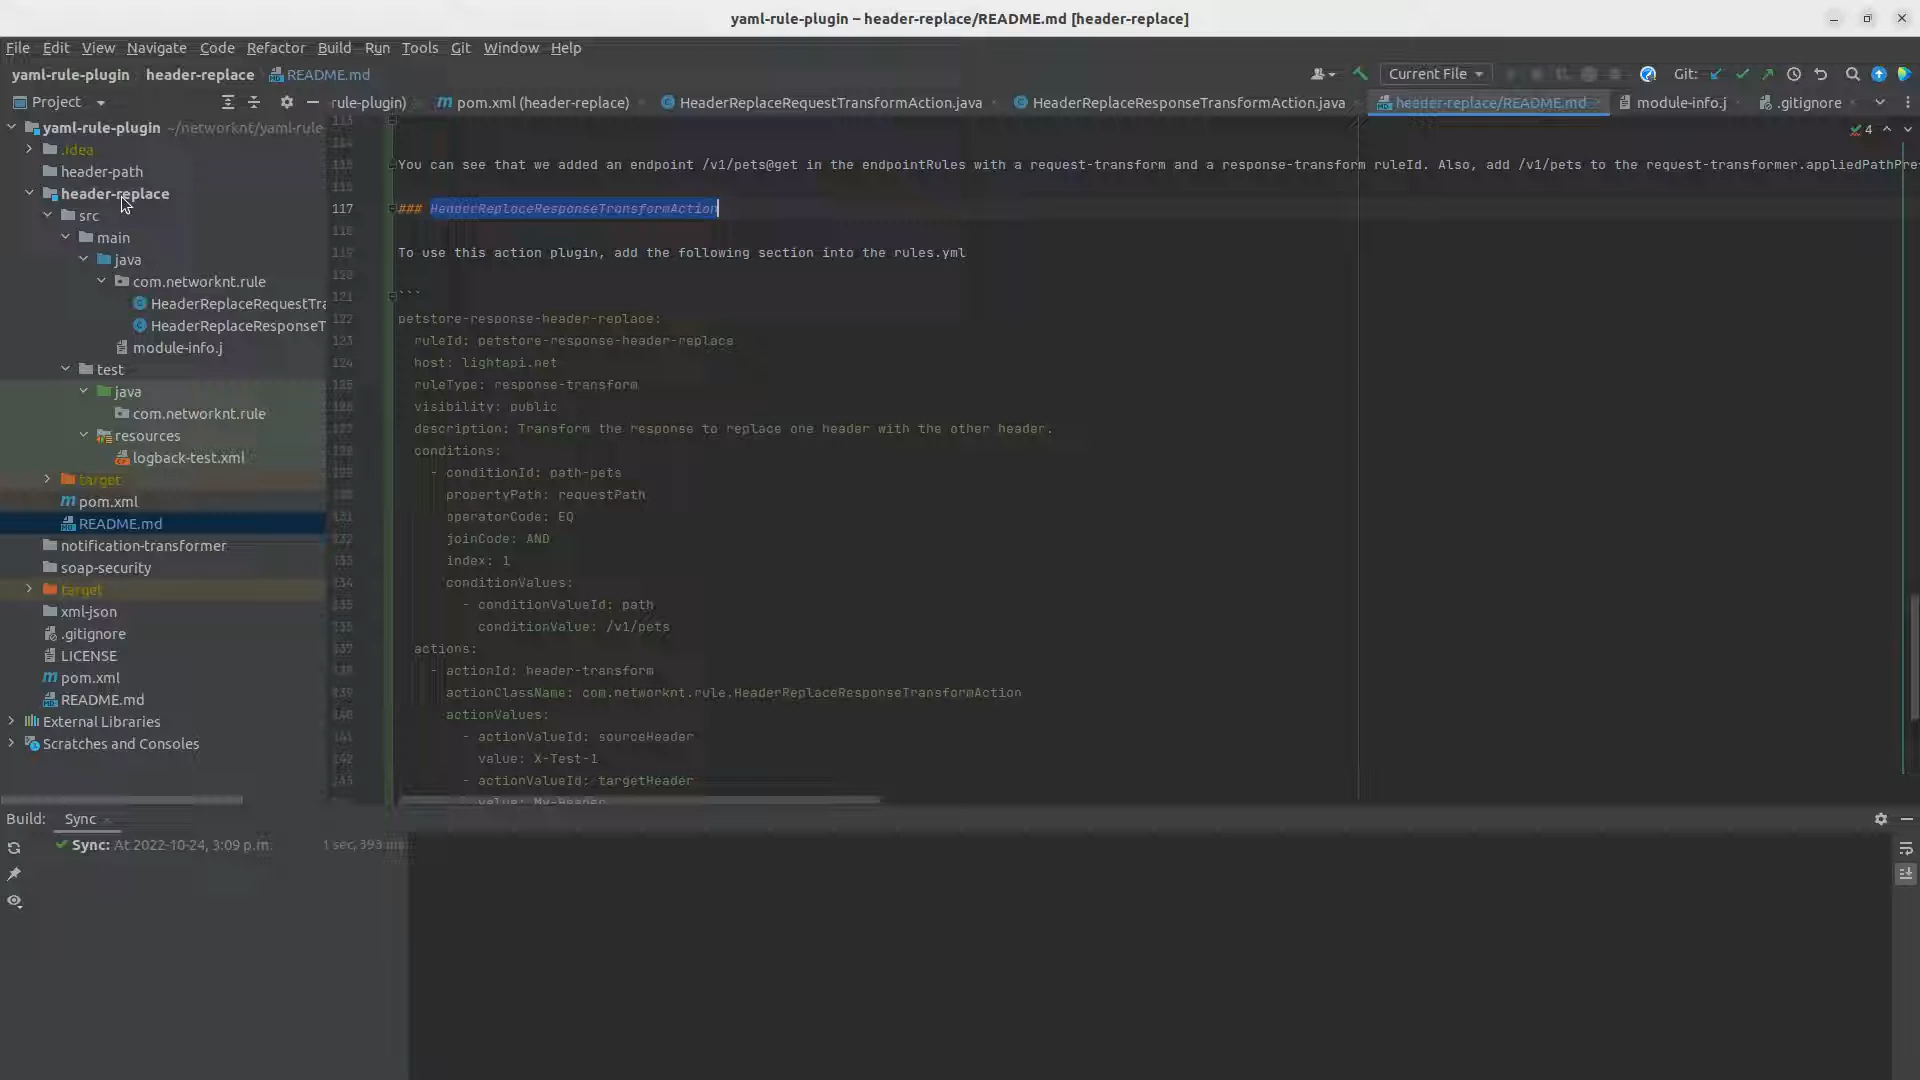 yaml-rule-plugin – header-replace/README.md [header-replace]
File Edit View Navigate Code Refactor Build Run Tools Git Window Help
yaml-rule-plugin header-replace README.md
Current File
Git:
Project
rule-plugin) pom.xml (header-replace) HeaderReplaceRequestTransformAction.java HeaderReplaceResponseTransformAction.java header-replace/README.md module-info.j .gitignore
4
yaml-rule-plugin ~/networknt/yaml-rule
.idea
header-path
header-replace
src
main
java
com.networknt.rule
HeaderReplaceRequestTra
HeaderReplaceResponseT
module-info.j
test
java
com.networknt.rule
resources
logback-test.xml
target
pom.xml
README.md
notification-transformer
soap-security
target
xml-json
.gitignore
LICENSE
pom.xml
README.md
External Libraries
Scratches and Consoles
You can see that we added an endpoint /v1/pets@get in the endpointRules with a request-transform and a response-transform ruleId. Also, add /v1/pets to the request-transformer.appliedPathPre
117 ### HeaderReplaceResponseTransformAction
To use this action plugin, add the following section into the rules.yml
```
petstore-response-header-replace:
ruleId: petstore-response-header-replace
host: lightapi.net
ruleType: response-transform
visibility: public
description: Transform the response to replace one header with the other header.
conditions:
- conditionId: path-pets
propertyPath: requestPath
operatorCode: EQ
joinCode: AND
index: 1
conditionValues:
- conditionValueId: path
conditionValue: /v1/pets
actions:
- actionId: header-transform
actionClassName: com.networknt.rule.HeaderReplaceResponseTransformAction
actionValues:
- actionValueId: sourceHeader
value: X-Test-1
- actionValueId: targetHeader
value: My-Header
Build: Sync
Sync: At 2022-10-24, 3:09 p.m. 1 sec, 393 ms